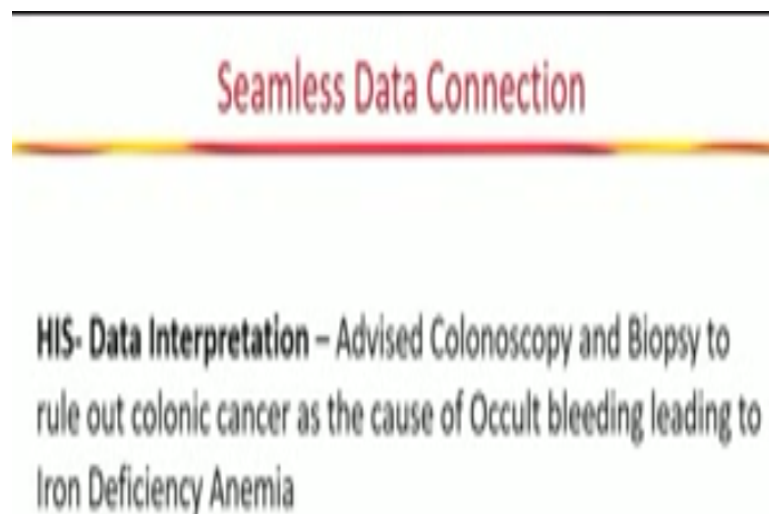 Seamless Data Connection
HIS- Data Interpretation – Advised Colonoscopy and Biopsy to
rule out colonic cancer as the cause of Occult bleeding leading to
Iron Deficiency Anemia